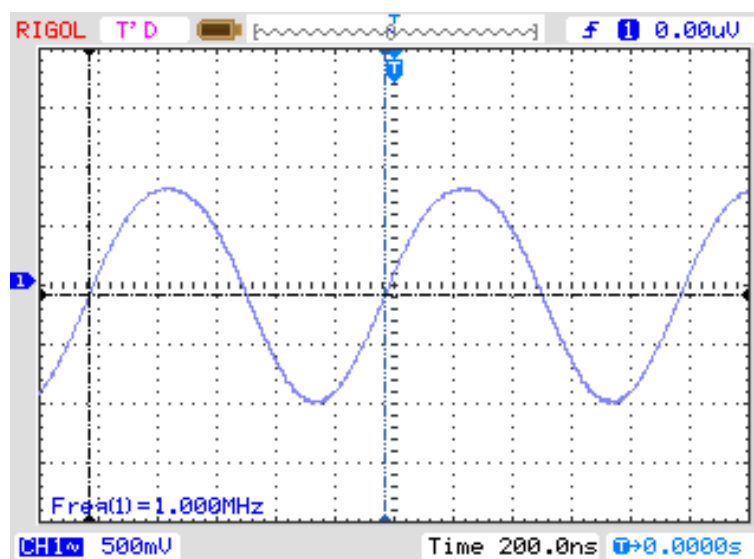 RIGOL T'D T 1 0.00uV
T
1
Freq(1)=1.000MHz
CH1~ 500mV Time 200.0ns T→0.0000s